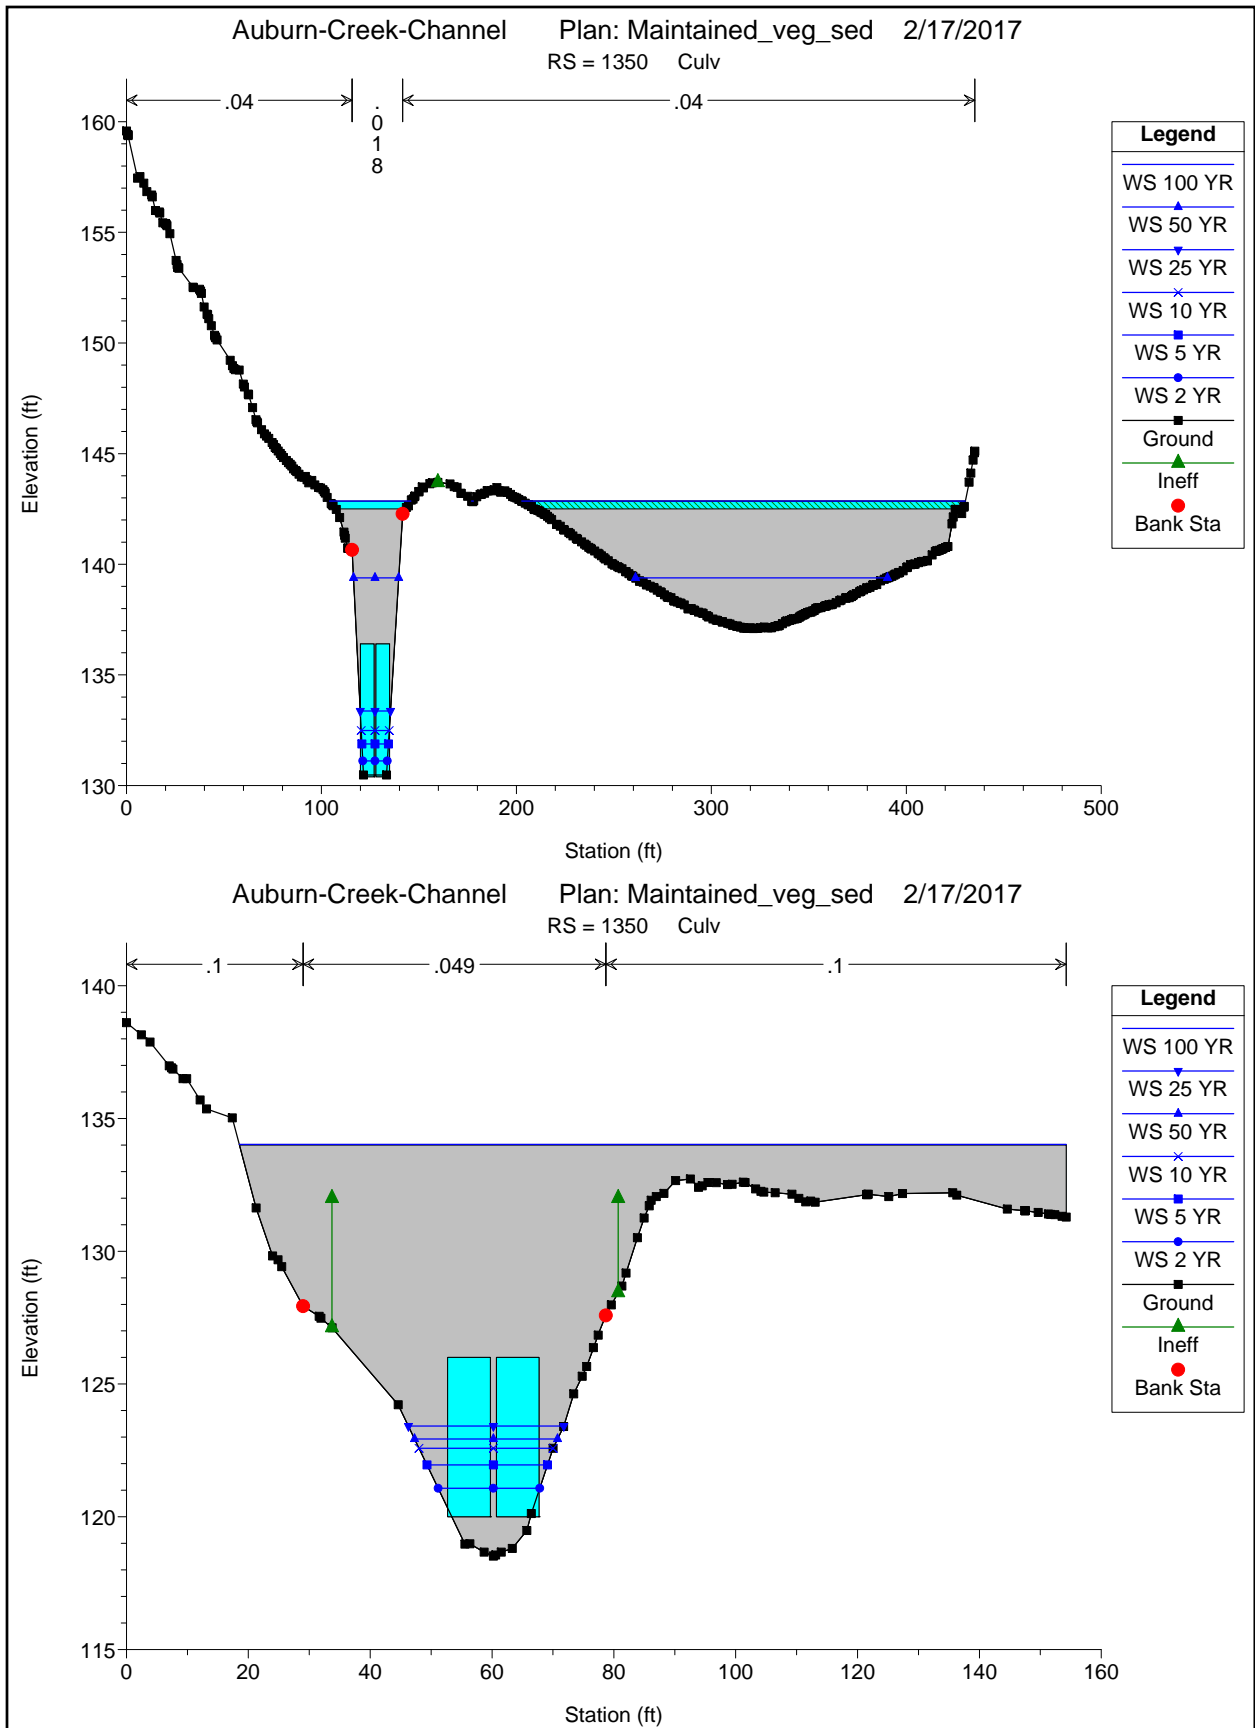 Auburn-Creek-Channel Plan: Maintained_veg_sed 2/17/2017
RS = 1350 Culv
.04
.018
.04
160
155
150
145
140
135
130
Elevation (ft)
0 100 200 300 400 500
Station (ft)
Legend
WS 100 YR
WS 50 YR
WS 25 YR
WS 10 YR
WS 5 YR
WS 2 YR
Ground
Ineff
Bank Sta
Auburn-Creek-Channel Plan: Maintained_veg_sed 2/17/2017
RS = 1350 Culv
.1
.049
.1
140
135
130
125
120
115
Elevation (ft)
0 20 40 60 80 100 120 140 160
Station (ft)
Legend
WS 100 YR
WS 25 YR
WS 50 YR
WS 10 YR
WS 5 YR
WS 2 YR
Ground
Ineff
Bank Sta